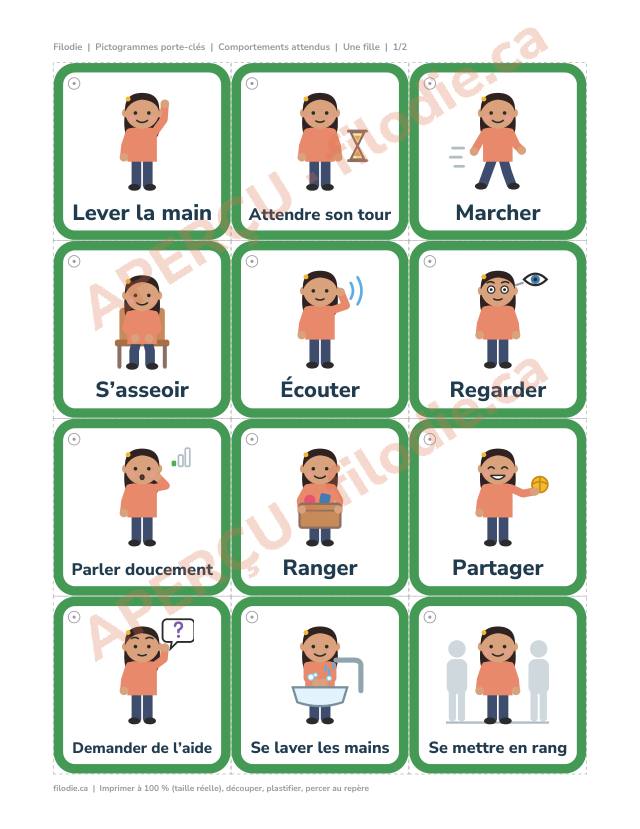 Filodie | Pictogrammes porte-clés | Comportements attendus | Une fille | 1/2
Lever la main
Attendre son tour
Marcher
S’asseoir
Écouter
Regarder
Parler doucement
Ranger
Partager
?
Demander de l’aide
Se laver les mains
Se mettre en rang
APERÇU · filodie.ca
APERÇU · filodie.ca
filodie.ca | Imprimer à 100 % (taille réelle), découper, plastifier, percer au repère